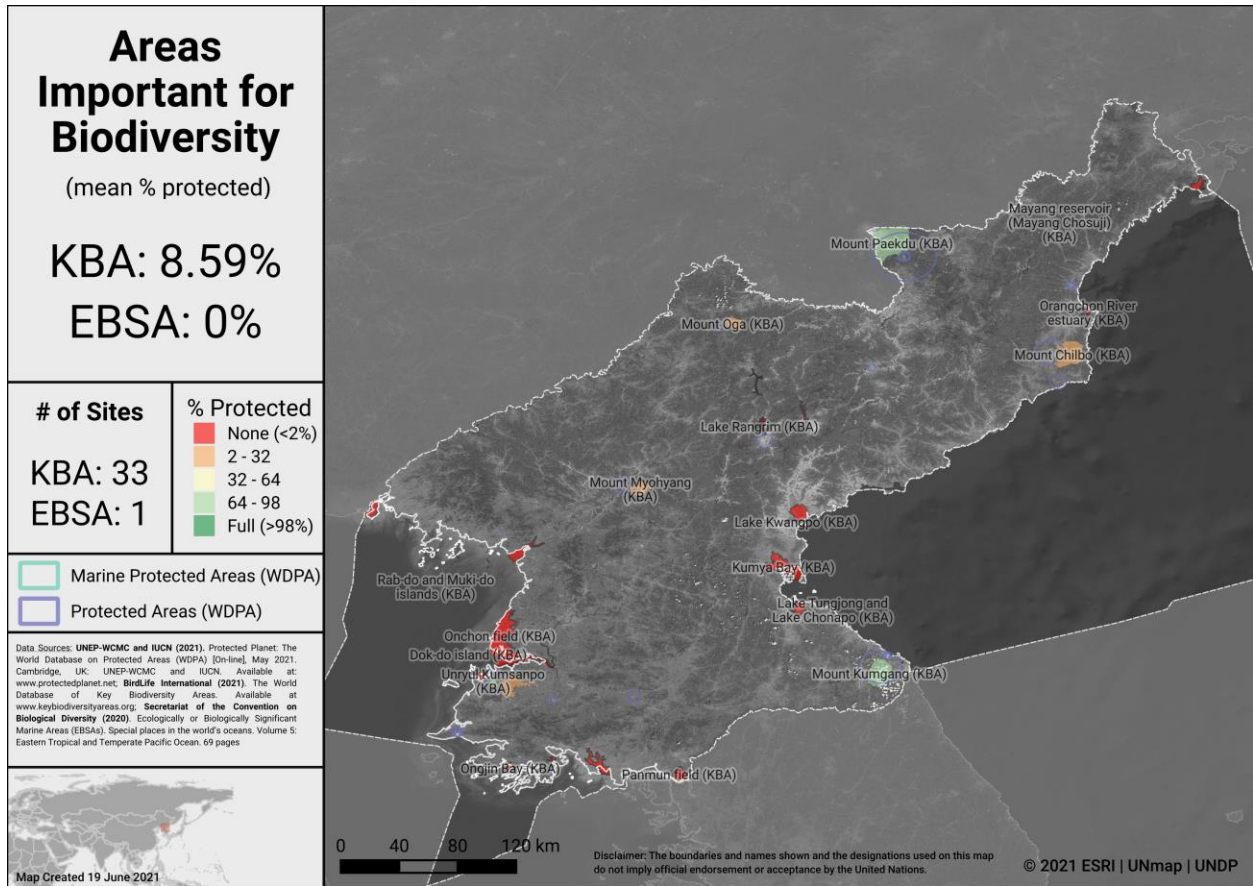 Areas
Important for
Biodiversity
(mean % protected)
KBA: 8.59%
EBSA: 0%
# of Sites
KBA: 33
EBSA: 1
% Protected
None (<2%)
2 - 32
32 - 64
64 - 98
Full (>98%)
Marine Protected Areas (WDPA)
Protected Areas (WDPA)
Data Sources: UNEP-WCMC and IUCN (2021). Protected Planet: The
World Database on Protected Areas (WDPA) [On-line], May 2021.
Cambridge, UK: UNEP-WCMC and IUCN. Available at:
www.protectedplanet.net; BirdLife International (2021). The World
Database of Key Biodiversity Areas. Available at
www.keybiodiversityareas.org; Secretariat of the Convention on
Biological Diversity (2020). Ecologically or Biologically Significant
Marine Areas (EBSAs). Special places in the world's oceans. Volume 5:
Eastern Tropical and Temperate Pacific Ocean. 69 pages
Map Created 19 June 2021
Mayang reservoir
(Mayang Chosuji)
(KBA)
Mount Paekdu (KBA)
Orangchon River
estuary (KBA)
Mount Oga (KBA)
Mount Chilbo (KBA)
Lake Rangrim (KBA)
Mount Myohyang
(KBA)
Lake Kwangpo (KBA)
Kumya Bay (KBA)
Rab-do and Muki-do
islands (KBA)
Lake Tungjong and
Lake Chonapo (KBA)
Onchon field (KBA)
Dok-do island (KBA)
Unryul Kumsanpo
(KBA)
Mount Kumgang (KBA)
Ongjin Bay (KBA)
Panmun field (KBA)
0 40 80 120 km
Disclaimer: The boundaries and names shown and the designations used on this map
do not imply official endorsement or acceptance by the United Nations.
© 2021 ESRI | UNmap | UNDP